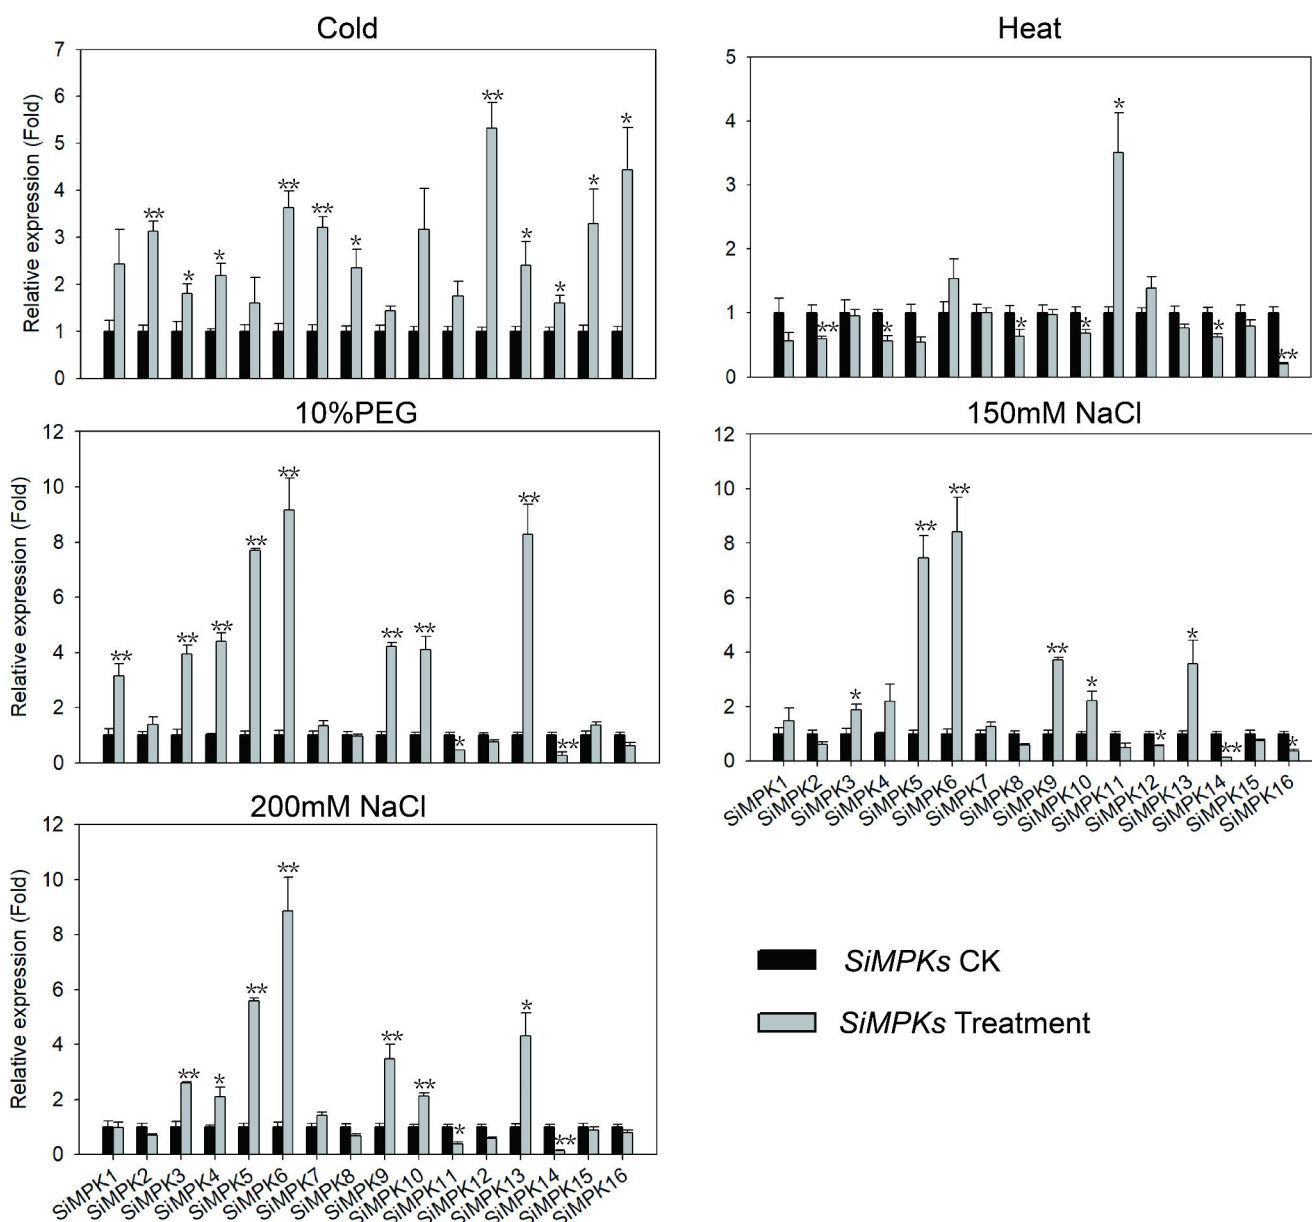 Cold
Relative expression (Fold)
7
6
5
4
3
2
1
0
** * * ** ** * ** * * * *
Heat
5
4
3
2
1
0
** * * * * * **
10%PEG
Relative expression (Fold)
12
10
8
6
4
2
0
** ** ** ** ** ** ** * ** **
150mM NaCl
12
10
8
6
4
2
0
* ** ** ** * * * ** *
SiMPK1 SiMPK2 SiMPK3 SiMPK4 SiMPK5 SiMPK6 SiMPK7 SiMPK8 SiMPK9 SiMPK10 SiMPK11 SiMPK12 SiMPK13 SiMPK14 SiMPK15 SiMPK16
200mM NaCl
Relative expression (Fold)
12
10
8
6
4
2
0
** * ** ** ** ** * * **
SiMPK1 SiMPK2 SiMPK3 SiMPK4 SiMPK5 SiMPK6 SiMPK7 SiMPK8 SiMPK9 SiMPK10 SiMPK11 SiMPK12 SiMPK13 SiMPK14 SiMPK15 SiMPK16
SiMPKs CK
SiMPKs Treatment